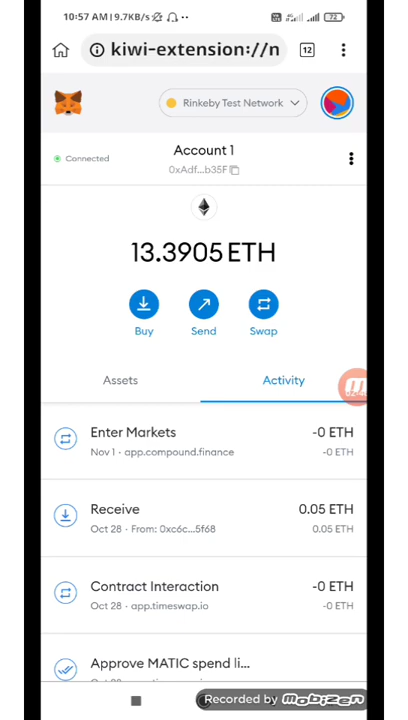 10:57 AM | 9.7KB/s
72
kiwi-extension://n
12
Rinkeby Test Network
Connected
Account 1
0xAdf...b35F
13.3905 ETH
Buy
Send
Swap
Assets
Activity
Enter Markets
-0 ETH
Nov 1 · app.compound.finance
-0 ETH
Receive
0.05 ETH
Oct 28 · From: 0xc6c...5f68
0.05 ETH
Contract Interaction
-0 ETH
Oct 28 · app.timeswap.io
-0 ETH
Approve MATIC spend li...
Recorded by mobizen